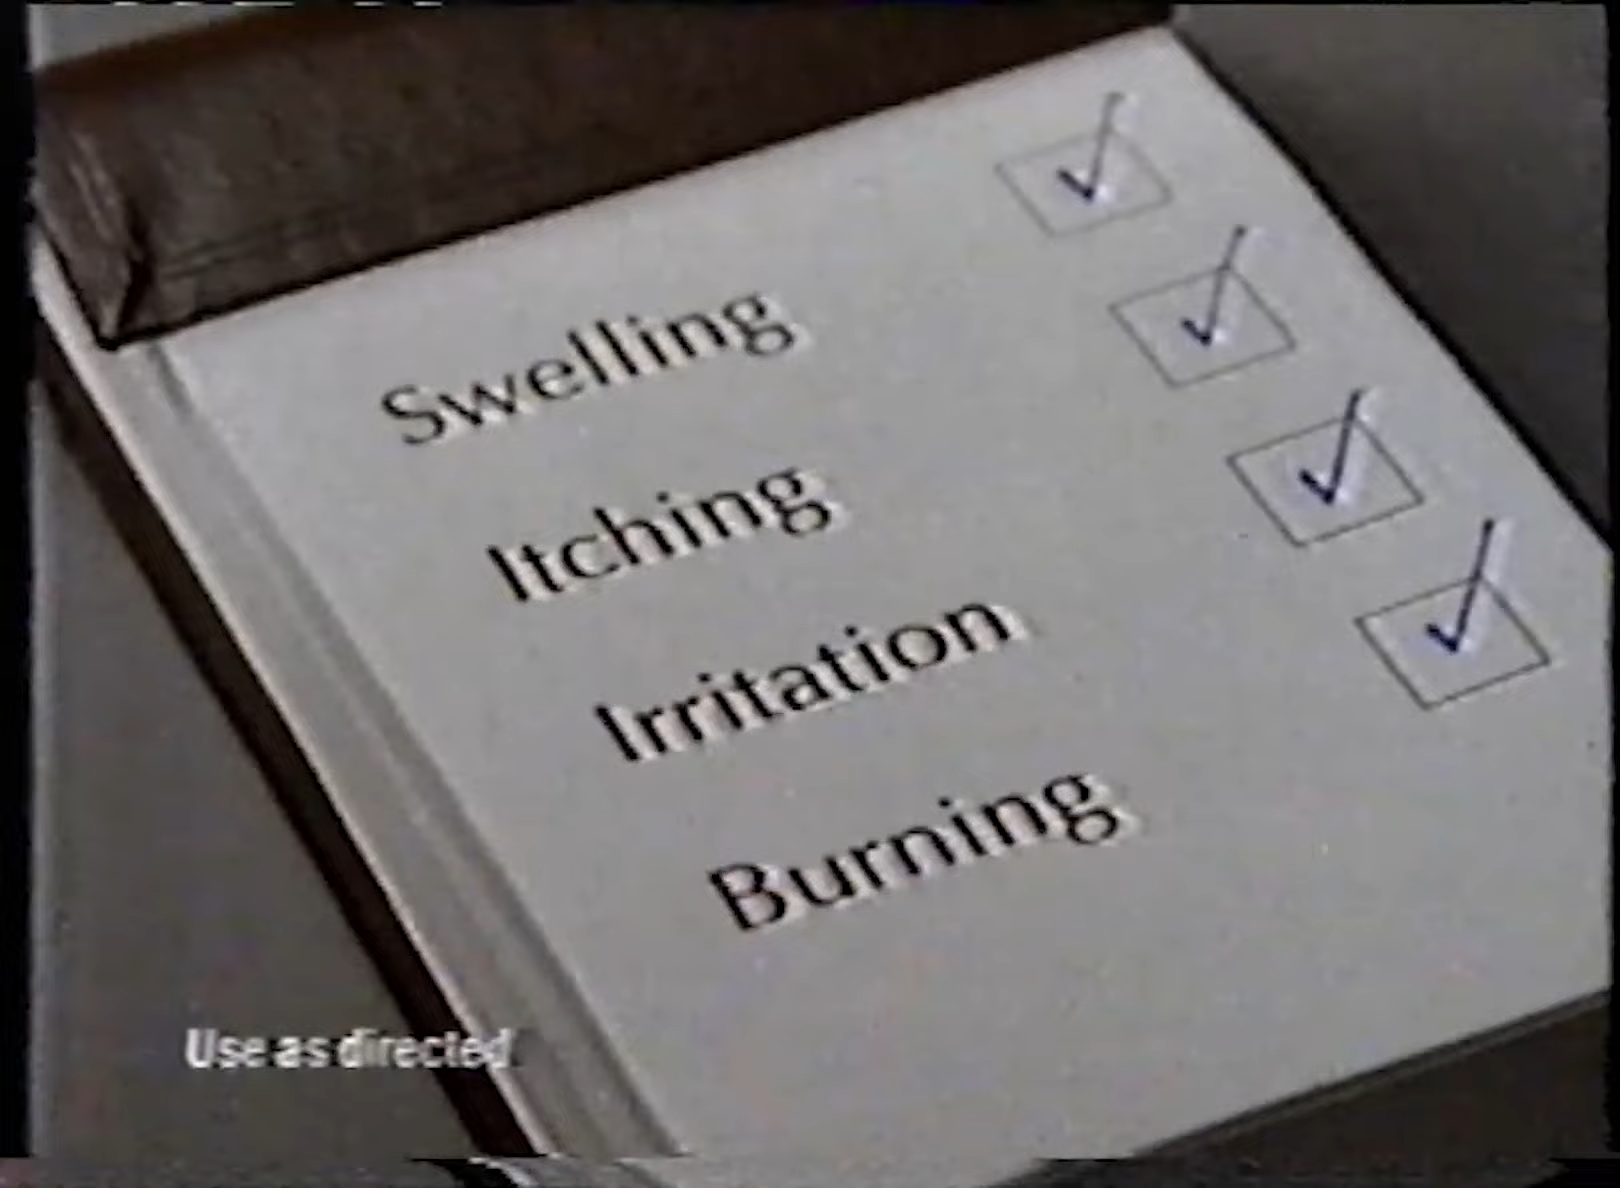 Swelling
Itching
Irritation
Burning
Use as directed